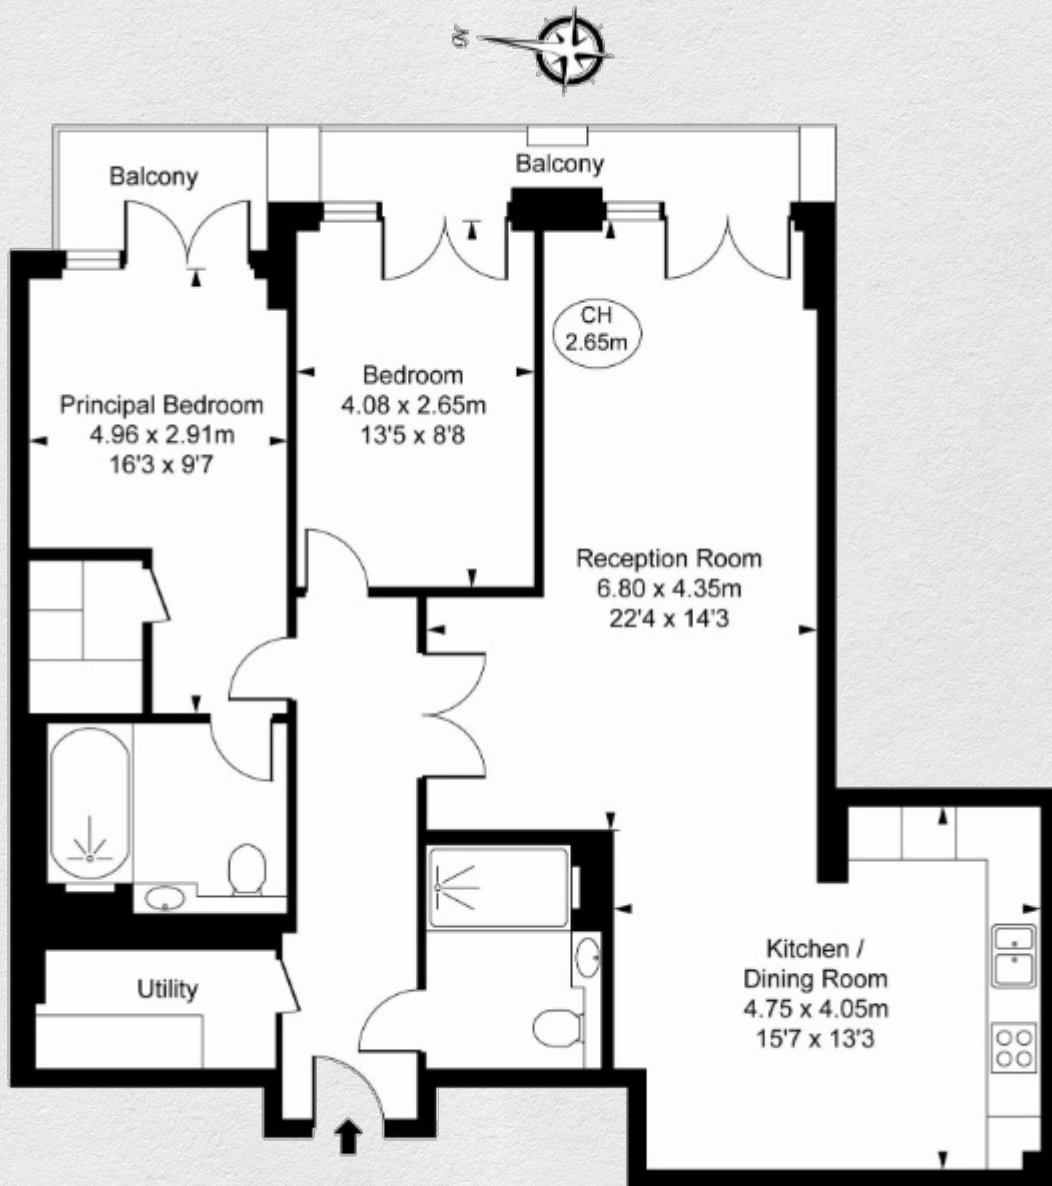 N
Balcony
Balcony
CH
2.65m
Principal Bedroom
4.96 x 2.91m
16'3 x 9'7
Bedroom
4.08 x 2.65m
13'5 x 8'8
Reception Room
6.80 x 4.35m
22'4 x 14'3
Utility
Kitchen /
Dining Room
4.75 x 4.05m
15'7 x 13'3